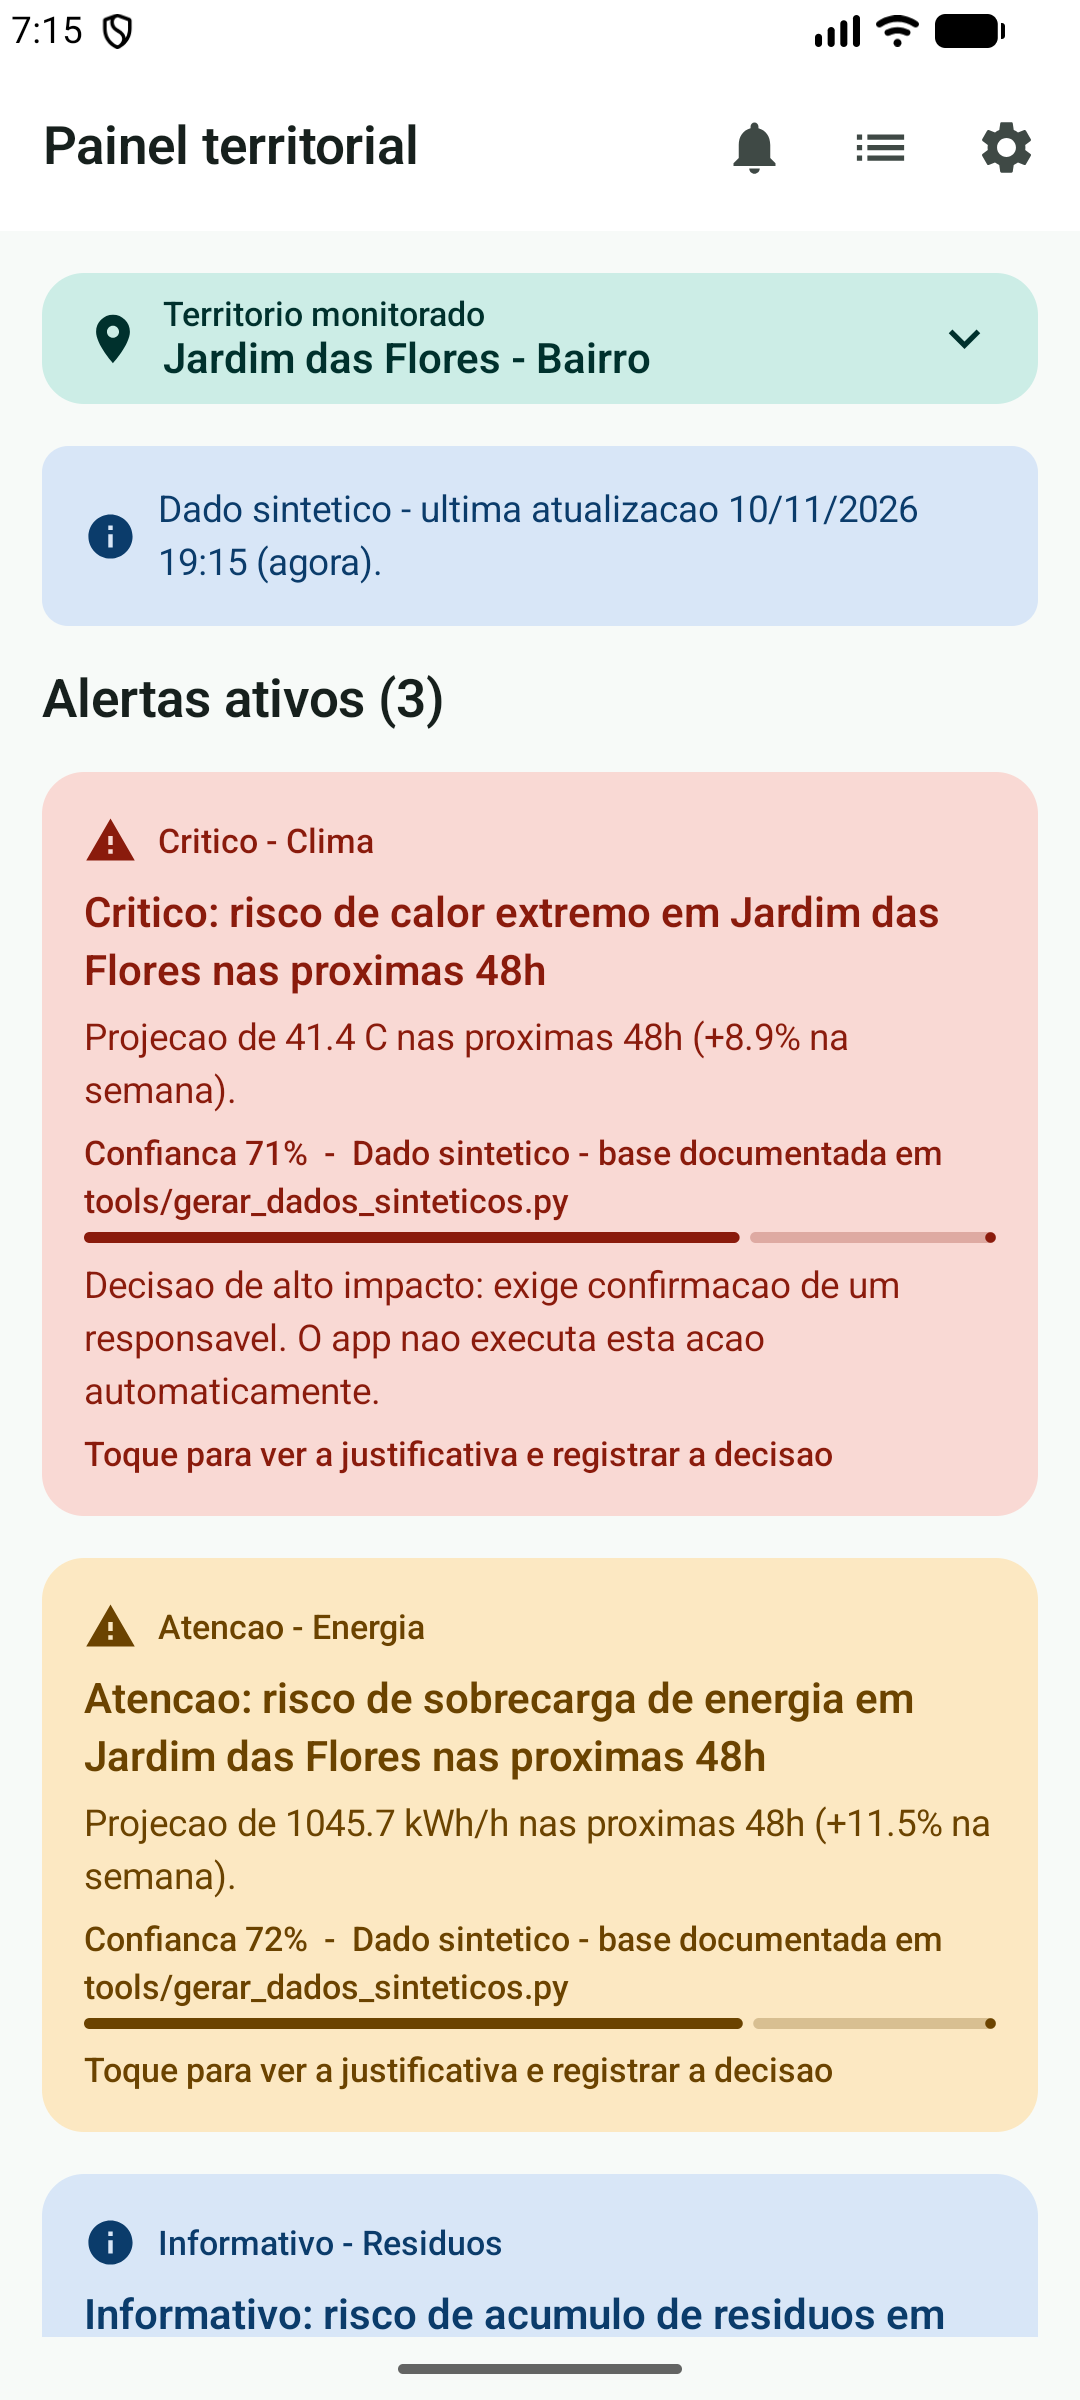 7:15
Painel territorial
Territorio monitorado
Jardim das Flores - Bairro
Dado sintetico - ultima atualizacao 10/11/2026
19:15 (agora).
Alertas ativos (3)
Critico - Clima
Critico: risco de calor extremo em Jardim das
Flores nas proximas 48h
Projecao de 41.4 C nas proximas 48h (+8.9% na
semana).
Confianca 71% - Dado sintetico - base documentada em
tools/gerar_dados_sinteticos.py
Decisao de alto impacto: exige confirmacao de um
responsavel. O app nao executa esta acao
automaticamente.
Toque para ver a justificativa e registrar a decisao
Atencao - Energia
Atencao: risco de sobrecarga de energia em
Jardim das Flores nas proximas 48h
Projecao de 1045.7 kWh/h nas proximas 48h (+11.5% na
semana).
Confianca 72% - Dado sintetico - base documentada em
tools/gerar_dados_sinteticos.py
Toque para ver a justificativa e registrar a decisao
Informativo - Residuos
Informativo: risco de acumulo de residuos em